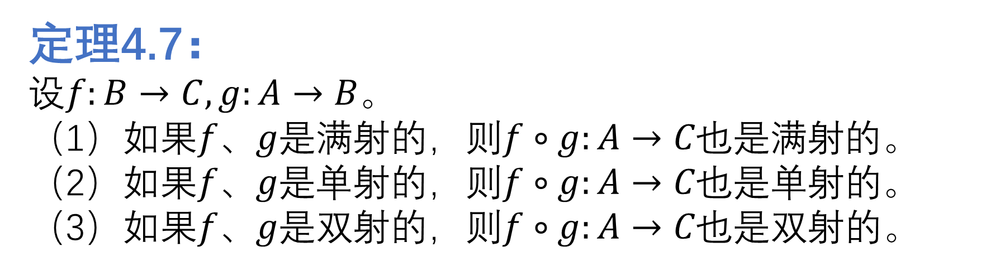 定理4.7：
设f:B → C,g:A → B。
（1）如果f、g是满射的，则f ∘ g:A → C也是满射的。
（2）如果f、g是单射的，则f ∘ g:A → C也是单射的。
（3）如果f、g是双射的，则f ∘ g:A → C也是双射的。